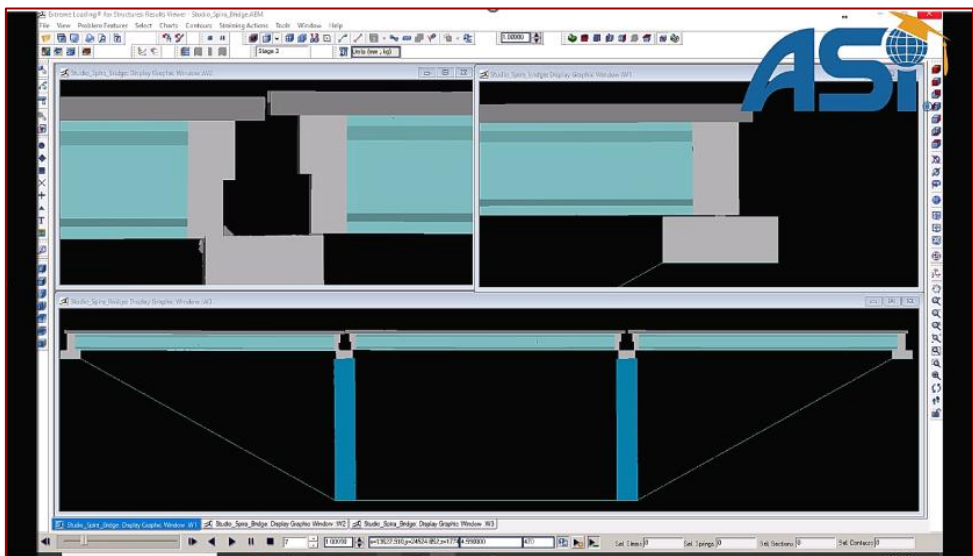 Extreme Loading® for Structures Results Viewer - Studio_Spira_Bridge.AEM
File View Problem Features Select Charts Contours Straining Actions Tools Window Help
Stage 2
Units (mm , kg)
1.00000
ASI
Studio_Spira_Bridge: Display Graphic Window :W2
Studio_Spira_Bridge: Display Graphic Window :W1
Studio_Spira_Bridge: Display Graphic Window :W3
Studio_Spira_Bridge: Display Graphic Window :W1 Studio_Spira_Bridge: Display Graphic Window :W2 Studio_Spira_Bridge: Display Graphic Window :W3
7 470 Sel. Elems 0 Sel. Springs 0 Sel. Sections 0 Sel. Contacts 0